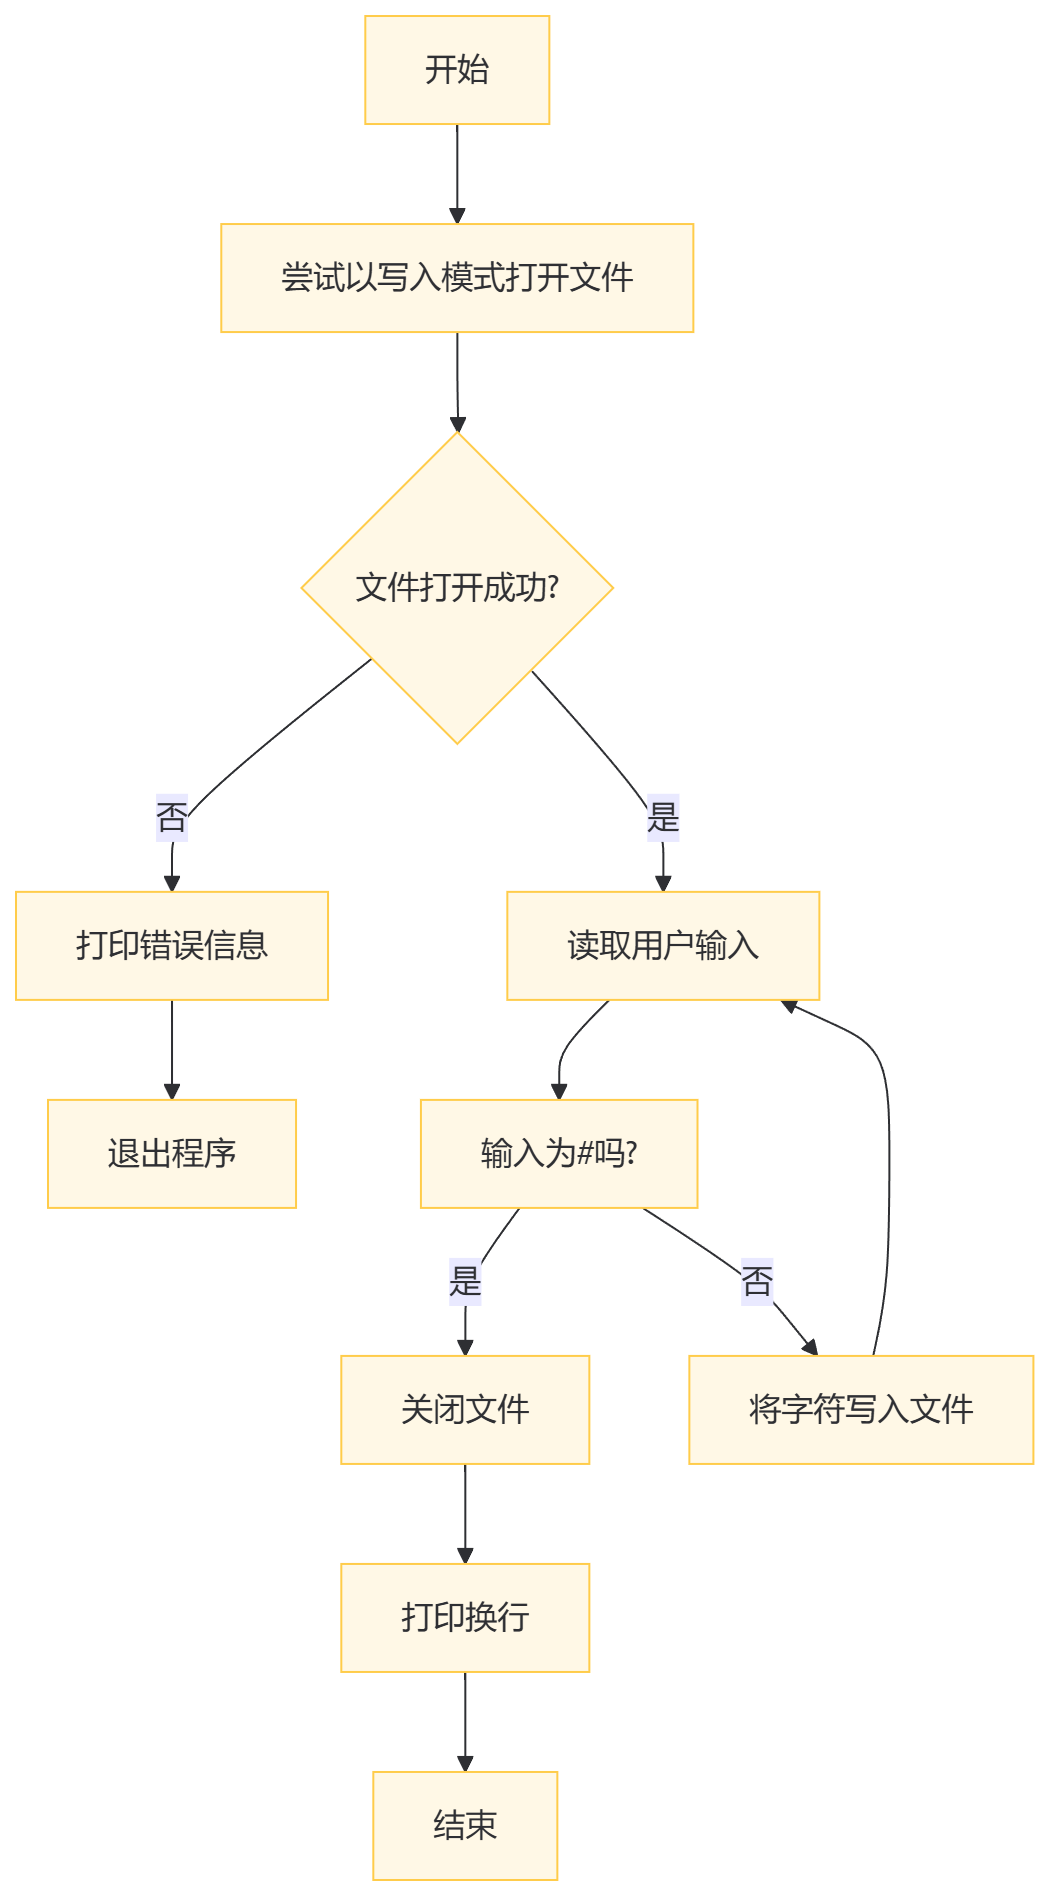 开始
尝试以写入模式打开文件
文件打开成功?
否
是
打印错误信息
读取用户输入
退出程序
输入为#吗?
是
否
关闭文件
将字符写入文件
打印换行
结束